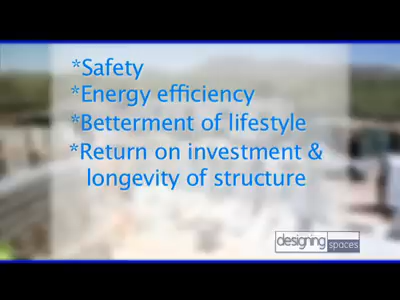 *Safety
*Energy efficiency
*Betterment of lifestyle
*Return on investment &
longevity of structure
designing spaces